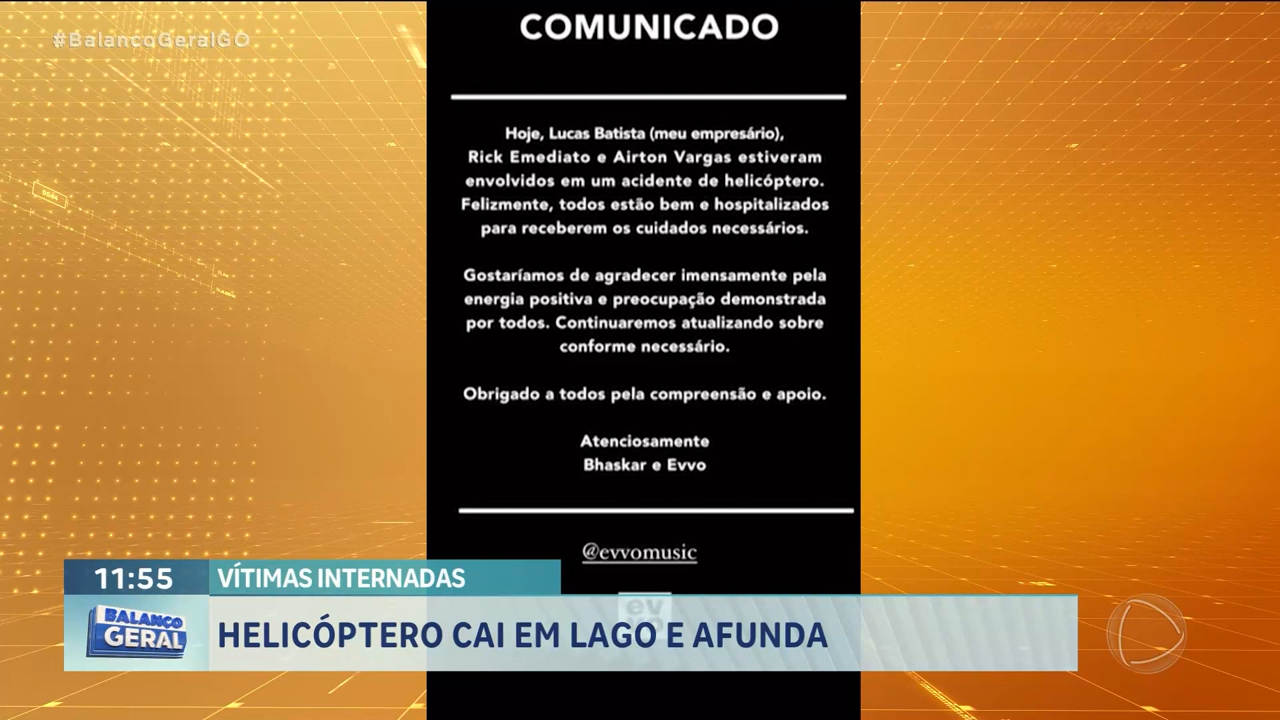 #BalancoGeralGO
COMUNICADO
Hoje, Lucas Batista (meu empresário),
Rick Emediato e Airton Vargas estiveram
envolvidos em um acidente de helicóptero.
Felizmente, todos estão bem e hospitalizados
para receberem os cuidados necessários.
Gostaríamos de agradecer imensamente pela
energia positiva e preocupação demonstrada
por todos. Continuaremos atualizando sobre
conforme necessário.
Obrigado a todos pela compreensão e apoio.
Atenciosamente
Bhaskar e Evvo
@evvomusic
ev
11:55
VÍTIMAS INTERNADAS
BALANÇO
GERAL
HELICÓPTERO CAI EM LAGO E AFUNDA